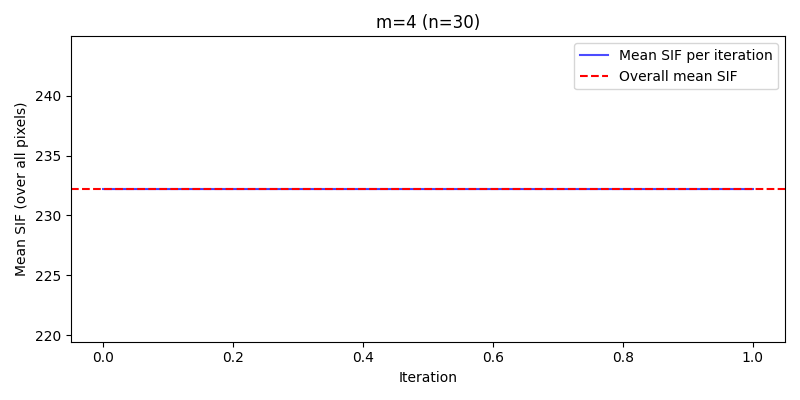 m=4 (n=30)
Mean SIF per iteration
Overall mean SIF
Mean SIF (over all pixels)
240
235
230
225
220
0.0 0.2 0.4 0.6 0.8 1.0
Iteration